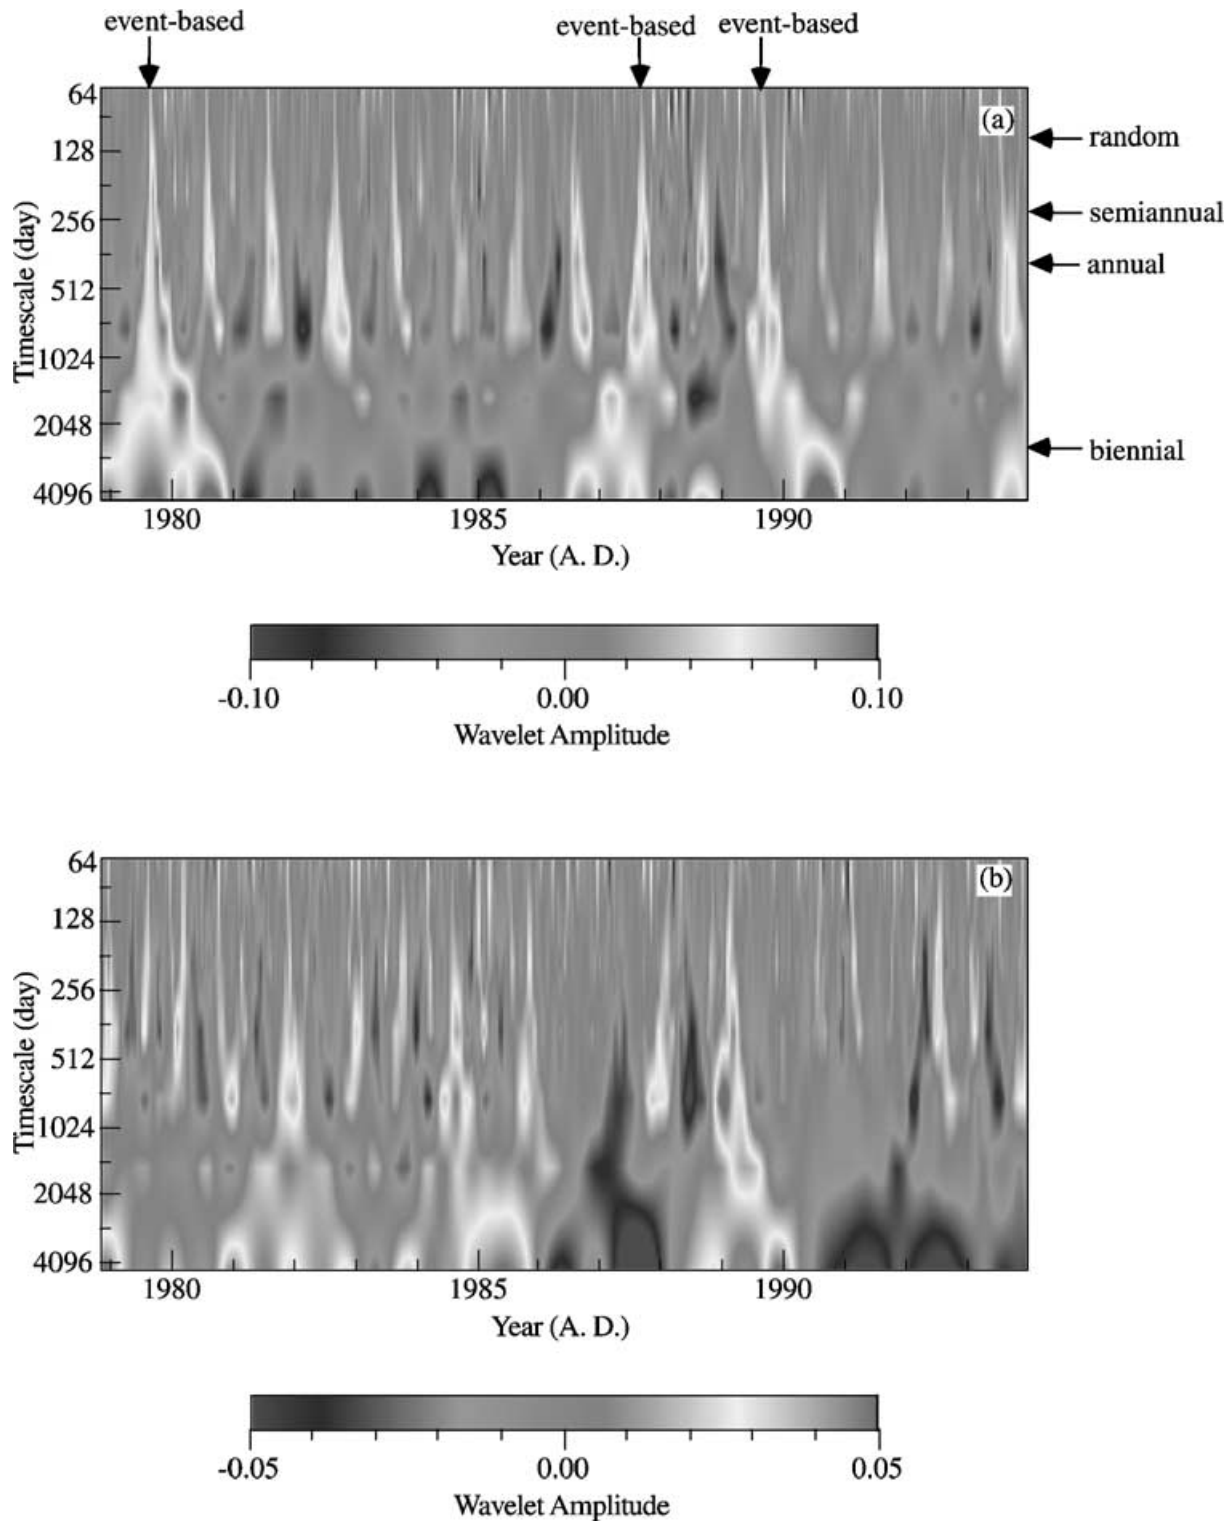 event-based
event-based
event-based
64
(a)
random
128
256
semiannual
annual
512
1024
2048
biennial
4096
Timescale (day)
1980
1985
1990
Year (A. D.)
-0.10
0.00
0.10
Wavelet Amplitude
64
(b)
128
256
512
1024
2048
4096
Timescale (day)
1980
1985
1990
Year (A. D.)
-0.05
0.00
0.05
Wavelet Amplitude